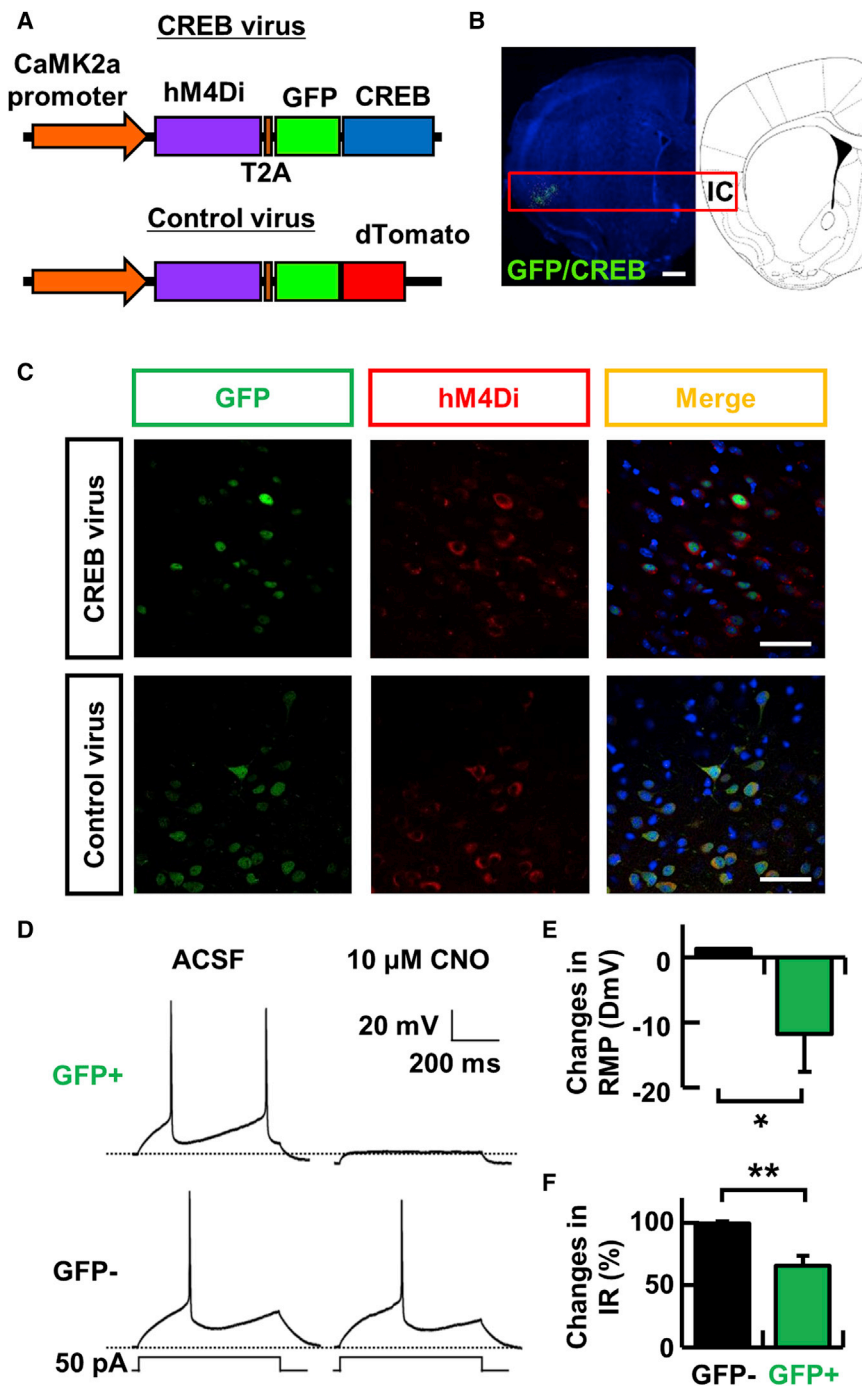 A
CREB virus
CaMK2a
promoter
hM4Di
GFP
CREB
T2A
Control virus
dTomato
B
IC
GFP/CREB
C
GFP
hM4Di
Merge
CREB virus
Control virus
D
ACSF
10 µM CNO
20 mV
200 ms
GFP+
GFP-
50 pA
E
Changes in
RMP (DmV)
0
-10
-20
*
F
**
Changes in
IR (%)
100
50
0
GFP-
GFP+